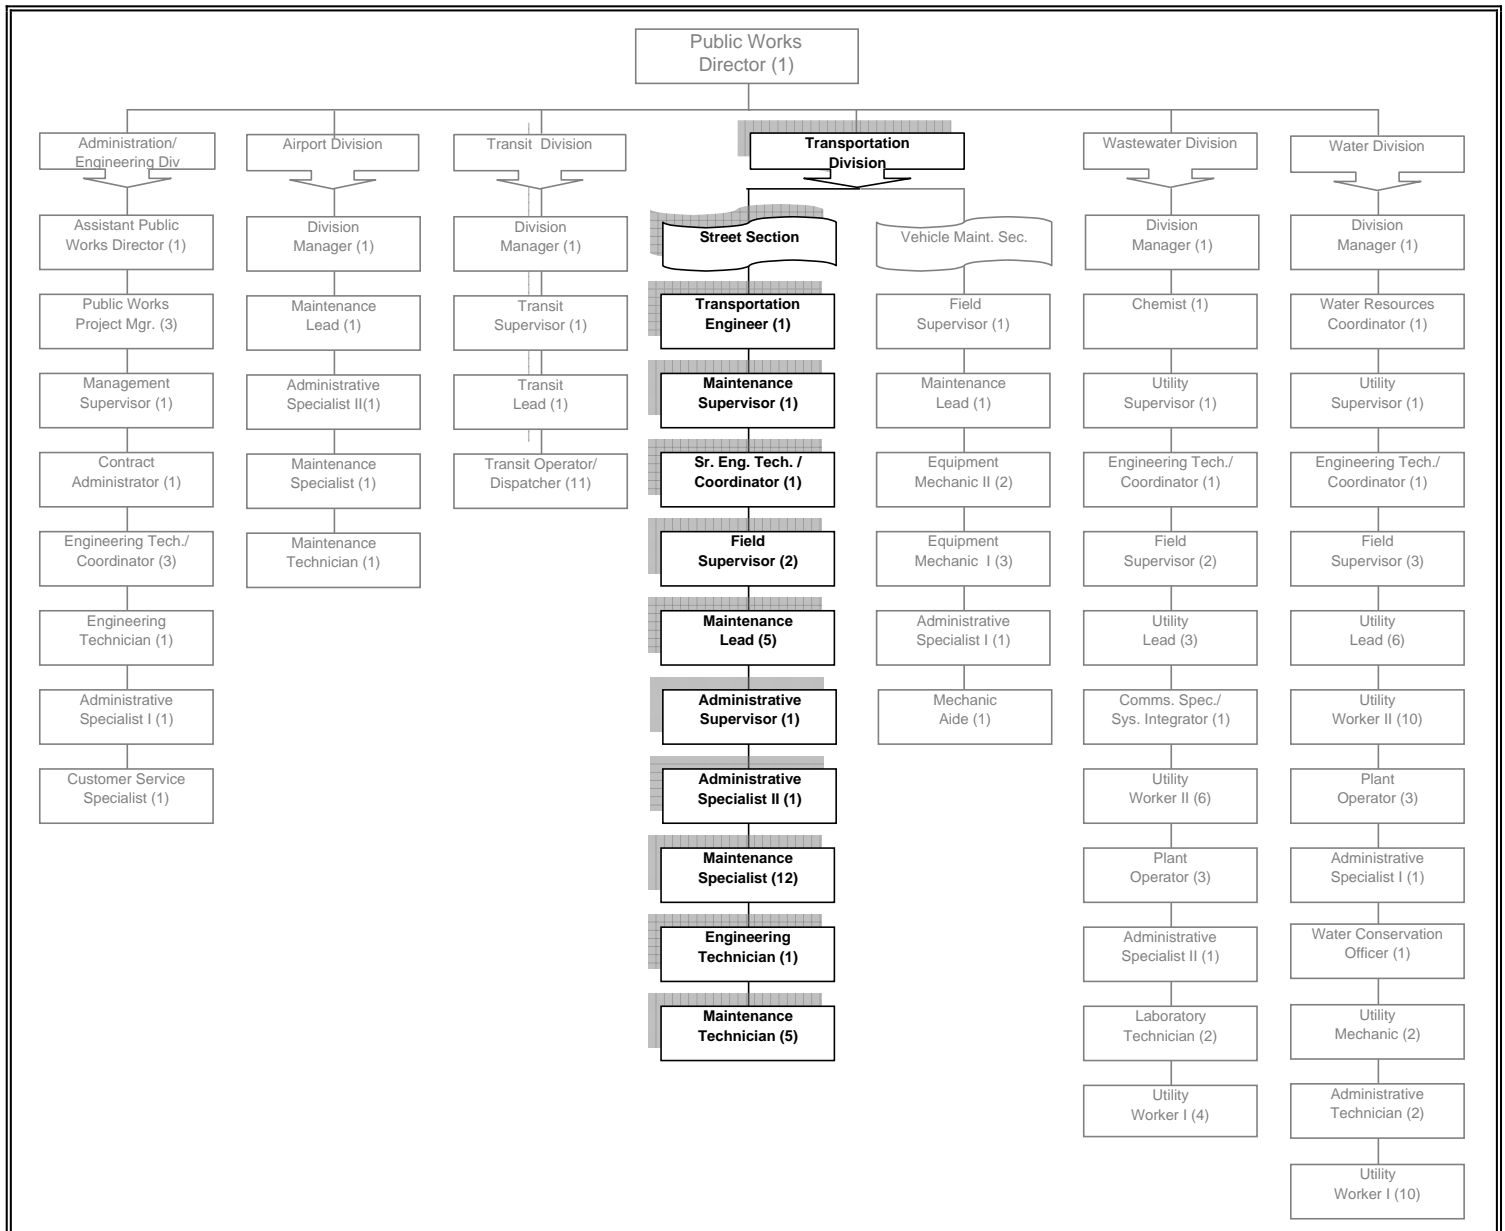 Public Works
Director (1)
Administration/
Engineering Div
Assistant Public
Works Director (1)
Public Works
Project Mgr. (3)
Management
Supervisor (1)
Contract
Administrator (1)
Engineering Tech./
Coordinator (3)
Engineering
Technician (1)
Administrative
Specialist I (1)
Customer Service
Specialist (1)
Airport Division
Division
Manager (1)
Maintenance
Lead (1)
Administrative
Specialist II(1)
Maintenance
Specialist (1)
Maintenance
Technician (1)
Transit Division
Division
Manager (1)
Transit
Supervisor (1)
Transit
Lead (1)
Transit Operator/
Dispatcher (11)
Transportation
Division
Street Section
Transportation
Engineer (1)
Maintenance
Supervisor (1)
Sr. Eng. Tech. /
Coordinator (1)
Field
Supervisor (2)
Maintenance
Lead (5)
Administrative
Supervisor (1)
Administrative
Specialist II (1)
Maintenance
Specialist (12)
Engineering
Technician (1)
Maintenance
Technician (5)
Vehicle Maint. Sec.
Field
Supervisor (1)
Maintenance
Lead (1)
Equipment
Mechanic II (2)
Equipment
Mechanic I (3)
Administrative
Specialist I (1)
Mechanic
Aide (1)
Wastewater Division
Division
Manager (1)
Chemist (1)
Utility
Supervisor (1)
Engineering Tech./
Coordinator (1)
Field
Supervisor (2)
Utility
Lead (3)
Comms. Spec./
Sys. Integrator (1)
Utility
Worker II (6)
Plant
Operator (3)
Administrative
Specialist II (1)
Laboratory
Technician (2)
Utility
Worker I (4)
Water Division
Division
Manager (1)
Water Resources
Coordinator (1)
Utility
Supervisor (1)
Engineering Tech./
Coordinator (1)
Field
Supervisor (3)
Utility
Lead (6)
Utility
Worker II (10)
Plant
Operator (3)
Administrative
Specialist I (1)
Water Conservation
Officer (1)
Utility
Mechanic (2)
Administrative
Technician (2)
Utility
Worker I (10)